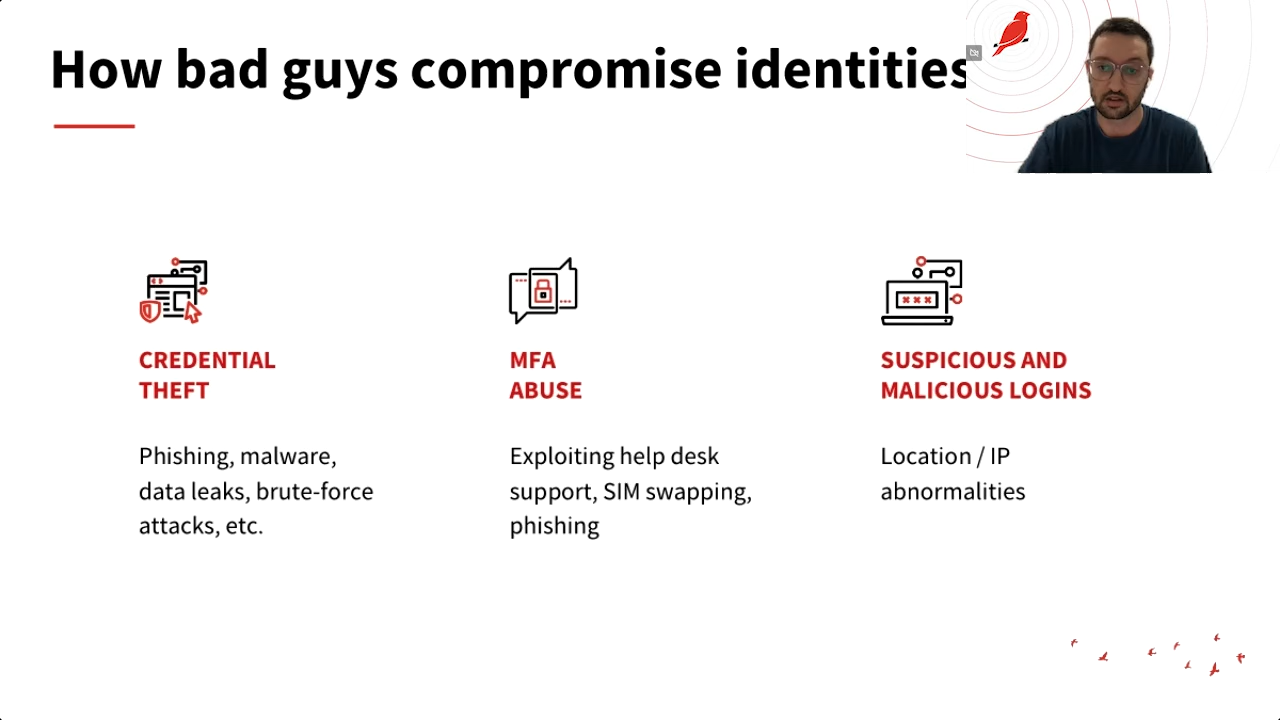 How bad guys compromise identities
CREDENTIAL
THEFT
Phishing, malware,
data leaks, brute-force
attacks, etc.
MFA
ABUSE
Exploiting help desk
support, SIM swapping,
phishing
SUSPICIOUS AND
MALICIOUS LOGINS
Location / IP
abnormalities